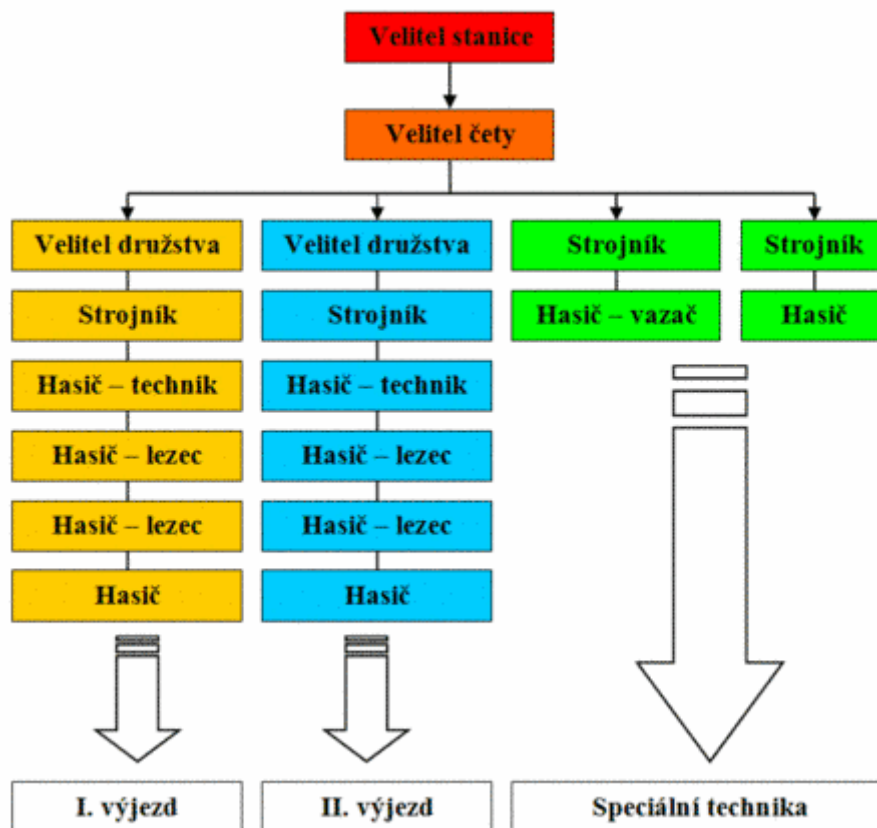 Velitel stanice
Velitel čety
Velitel družstva
Strojník
Hasič – technik
Hasič – lezec
Hasič – lezec
Hasič
I. výjezd
Velitel družstva
Strojník
Hasič – technik
Hasič – lezec
Hasič – lezec
Hasič
II. výjezd
Strojník
Hasič – vazač
Strojník
Hasič
Speciální technika